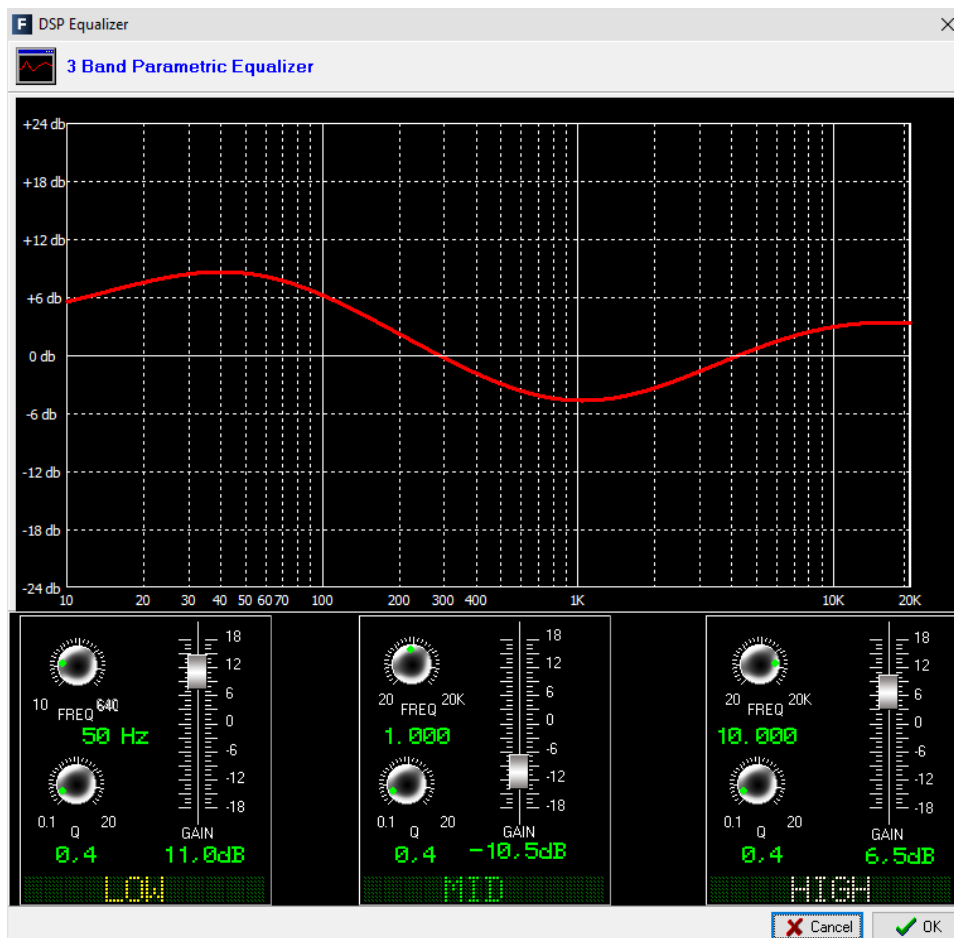 F DSP Equalizer
3 Band Parametric Equalizer
+24 db
+18 db
+12 db
+6 db
0 db
-6 db
-12 db
-18 db
-24 db
10 20 30 40 50 60 70 100 200 300 400 1K 10K 20K
10 FREQ 640
50 Hz
0.1 Q 20
0,4
18
12
6
0
-6
-12
-18
GAIN
11,0dB
LOW
20 FREQ 20K
1.000
0.1 Q 20
0,4
18
12
6
0
-6
-12
-18
GAIN
-10,5dB
MID
20 FREQ 20K
10.000
0.1 Q 20
0,4
18
12
6
0
-6
-12
-18
GAIN
6,5dB
HIGH
Cancel OK